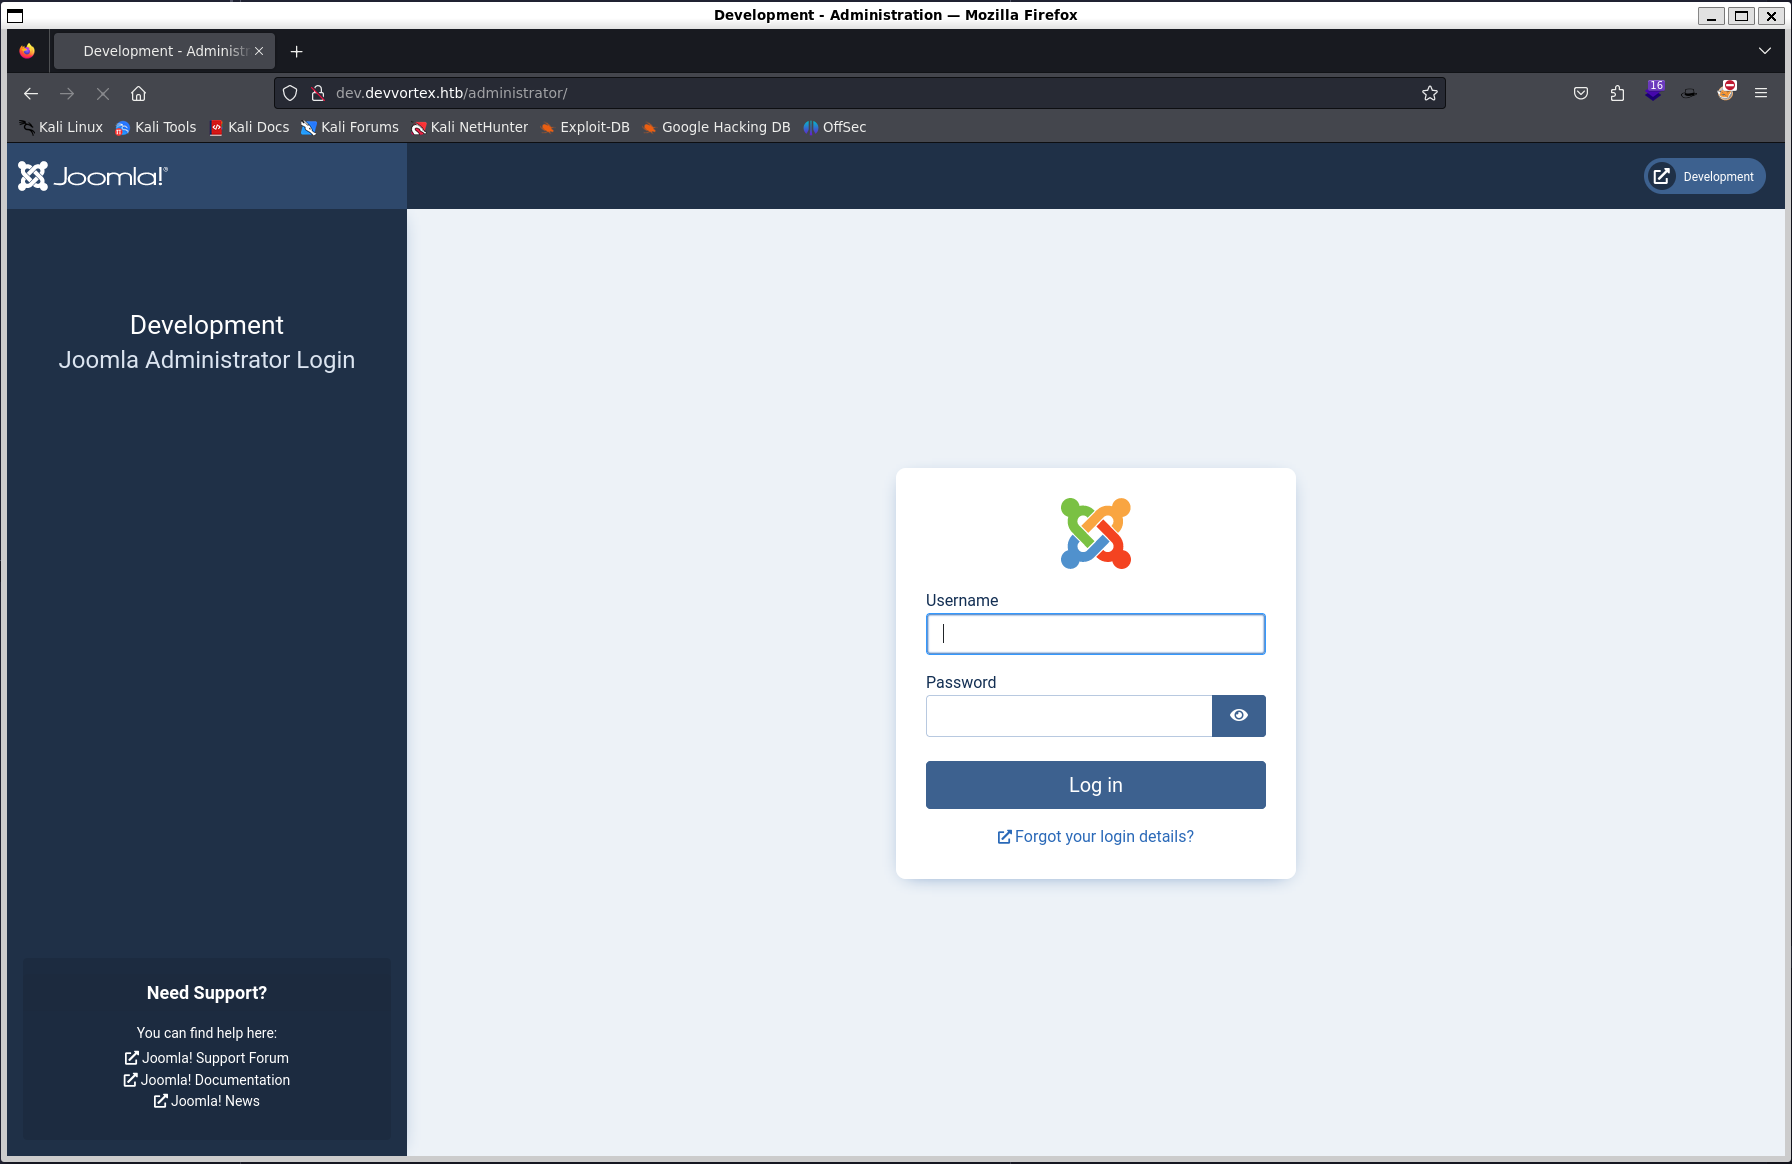 Development - Administration — Mozilla Firefox
Development - Administr
dev.devvortex.htb/administrator/
16
Kali Linux Kali Tools Kali Docs Kali Forums Kali NetHunter Exploit-DB Google Hacking DB OffSec
Joomla!
Development
Development
Joomla Administrator Login
Username
Password
Log in
Forgot your login details?
Need Support?
You can find help here:
Joomla! Support Forum
Joomla! Documentation
Joomla! News